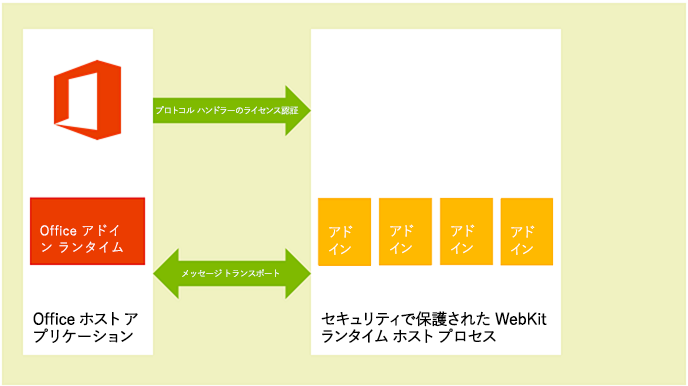 プロトコル ハンドラーのライセンス認証
Office アドイ
ン ランタイム
アド
イン
アド
イン
アド
イン
アド
イン
メッセージ トランスポート
Office ホスト ア
プリケーション
セキュリティで保護された WebKit
ランタイム ホスト プロセス